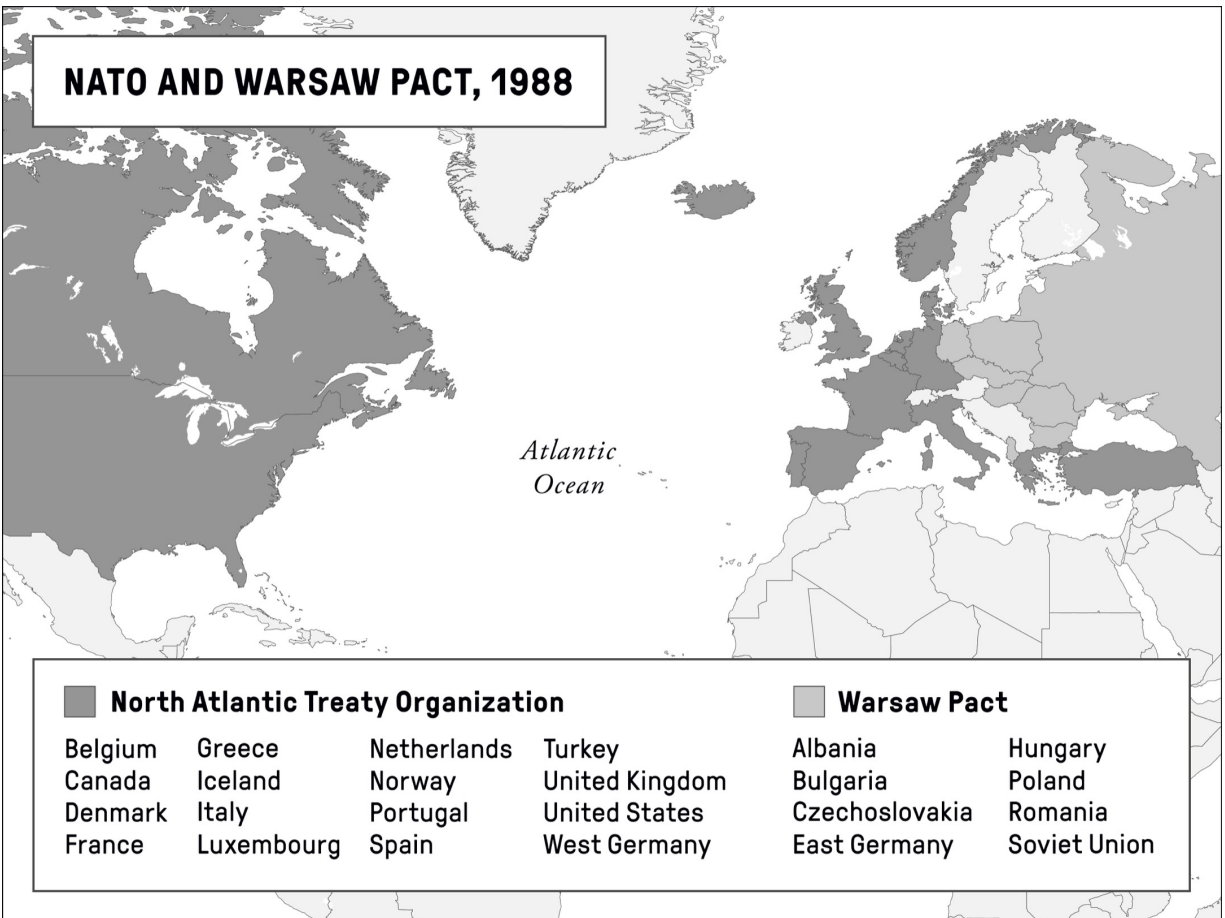 NATO AND WARSAW PACT, 1988
Atlantic
Ocean
North Atlantic Treaty Organization
Belgium
Canada
Denmark
France
Greece
Iceland
Italy
Luxembourg
Netherlands
Norway
Portugal
Spain
Turkey
United Kingdom
United States
West Germany
Warsaw Pact
Albania
Bulgaria
Czechoslovakia
East Germany
Hungary
Poland
Romania
Soviet Union